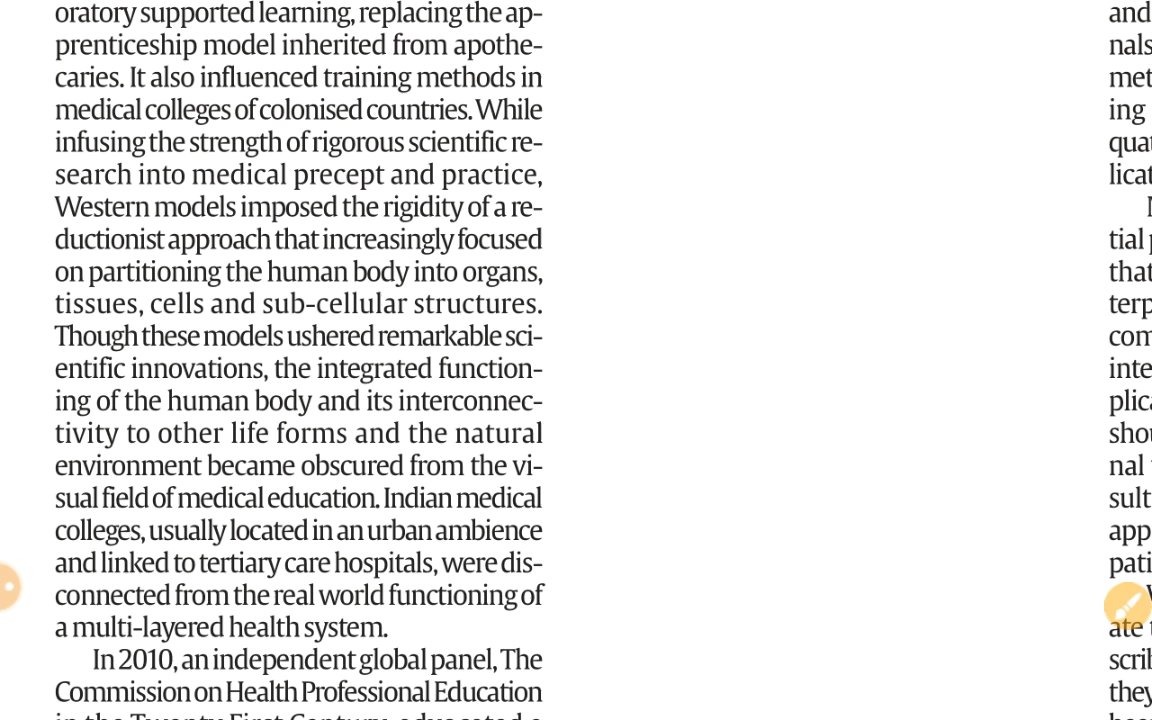 oratory supported learning, replacing the ap-
prenticeship model inherited from apothe-
caries. It also influenced training methods in
medical colleges of colonised countries. While
infusing the strength of rigorous scientific re-
search into medical precept and practice,
Western models imposed the rigidity of a re-
ductionist approach that increasingly focused
on partitioning the human body into organs,
tissues, cells and sub-cellular structures.
Though these models ushered remarkable sci-
entific innovations, the integrated function-
ing of the human body and its interconnec-
tivity to other life forms and the natural
environment became obscured from the vi-
sual field of medical education. Indian medical
colleges, usually located in an urban ambience
and linked to tertiary care hospitals, were dis-
connected from the real world functioning of
a multi-layered health system.
In 2010, an independent global panel, The
Commission on Health Professional Education
and
nals
met
ing
quat
licat
tial
that
terp
com
inte
plica
shou
nal
sult
app
pati
ate
scrib
they